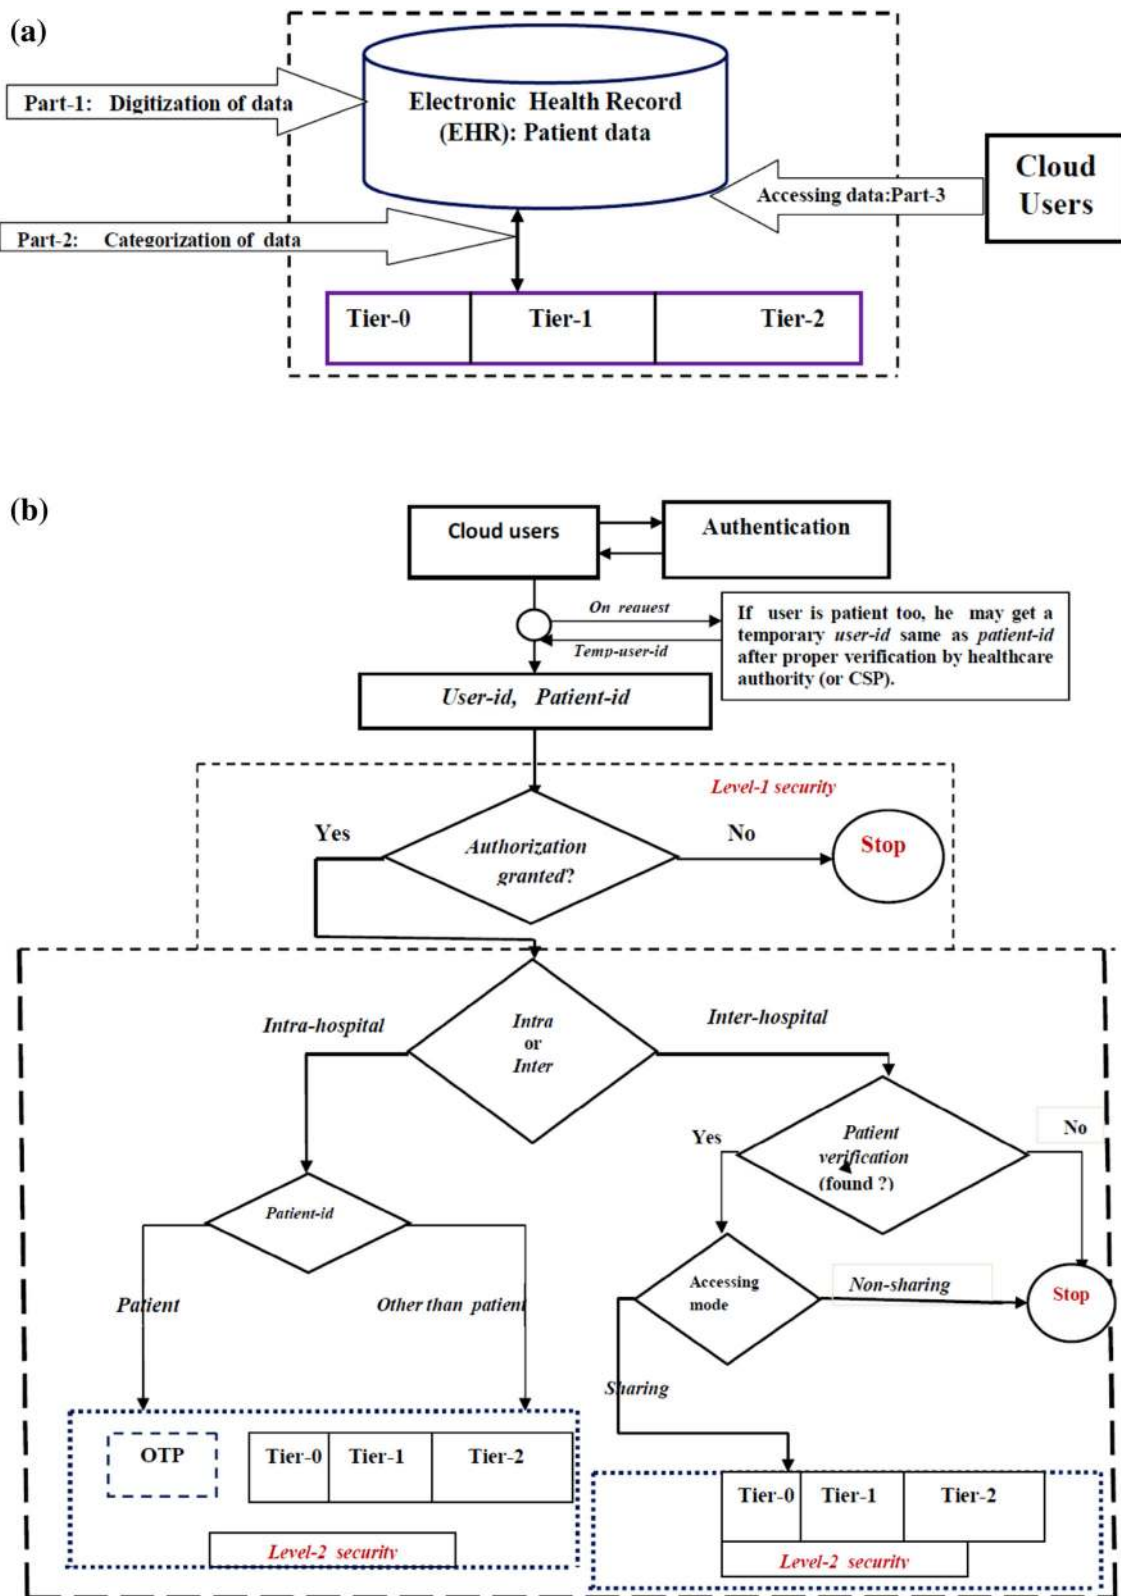 (a)
Part-1: Digitization of data
Electronic Health Record
(EHR): Patient data
Cloud
Users
Accessing data:Part-3
Part-2: Categorization of data
Tier-0
Tier-1
Tier-2
(b)
Cloud users
Authentication
On request
Temp-user-id
If user is patient too, he may get a
temporary user-id same as patient-id
after proper verification by healthcare
authority (or CSP).
User-id, Patient-id
Level-1 security
Yes
Authorization
granted?
No
Stop
Intra-hospital
Intra
or
Inter
Inter-hospital
Yes
Patient
verification
(found ?)
No
Patient-id
Patient
Other than patient
Accessing
mode
Non-sharing
Stop
Sharing
OTP
Tier-0
Tier-1
Tier-2
Level-2 security
Tier-0
Tier-1
Tier-2
Level-2 security